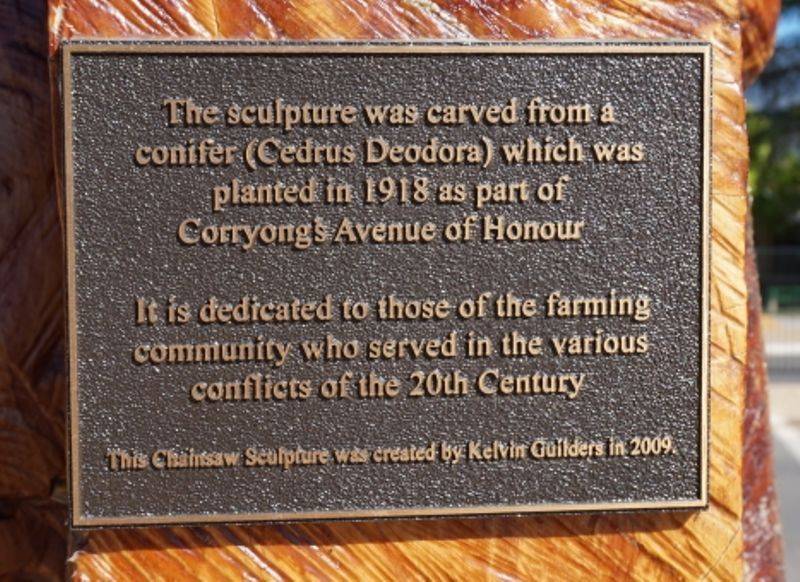 The sculpture was carved from a
conifer (Cedrus Deodora) which was
planted in 1918 as part of
Corryong's Avenue of Honour
It is dedicated to those of the farming
community who served in the various
conflicts of the 20th Century
This Chainsaw Sculpture was created by Kelvin Guilders in 2009.